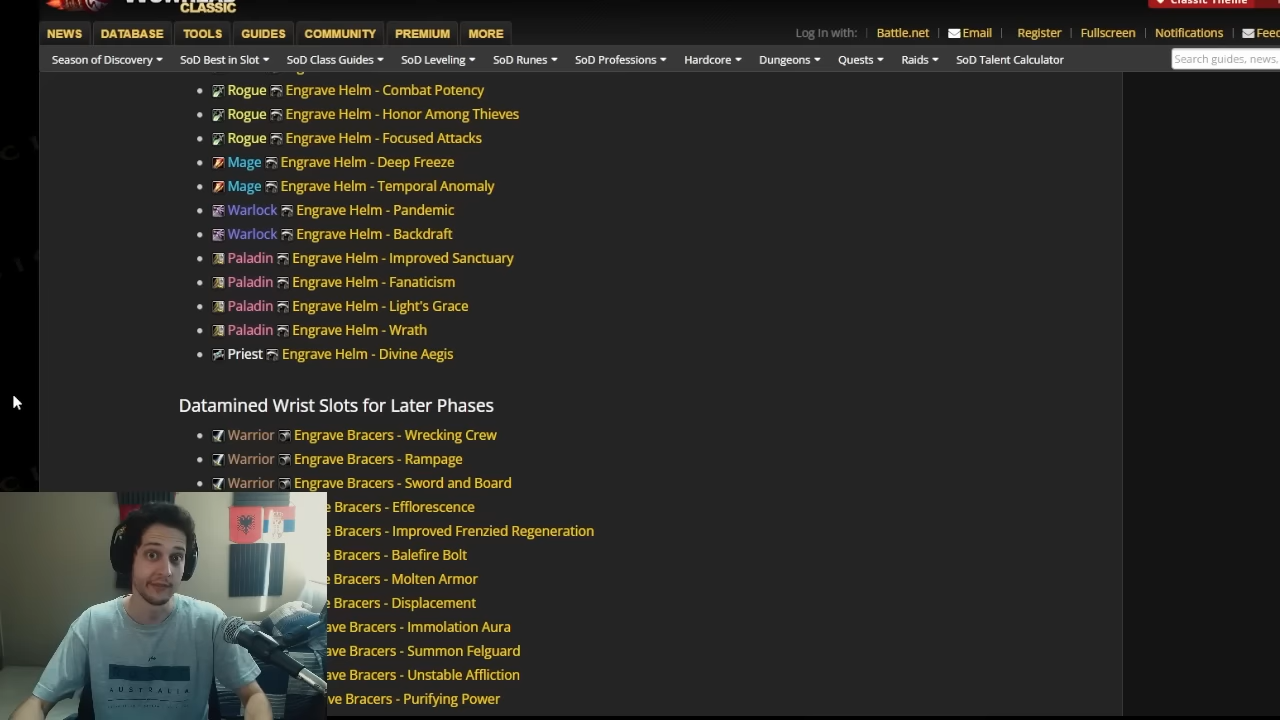 CLASSIC
Classic Theme
NEWS DATABASE TOOLS GUIDES COMMUNITY PREMIUM MORE
Log In with: Battle.net Email Register Fullscreen Notifications
Season of Discovery SoD Best in Slot SoD Class Guides SoD Leveling SoD Runes SoD Professions Hardcore Dungeons Quests Raids SoD Talent Calculator Search guides, news,
Rogue Engrave Helm - Combat Potency
Rogue Engrave Helm - Honor Among Thieves
Rogue Engrave Helm - Focused Attacks
Mage Engrave Helm - Deep Freeze
Mage Engrave Helm - Temporal Anomaly
Warlock Engrave Helm - Pandemic
Warlock Engrave Helm - Backdraft
Paladin Engrave Helm - Improved Sanctuary
Paladin Engrave Helm - Fanaticism
Paladin Engrave Helm - Light's Grace
Paladin Engrave Helm - Wrath
Priest Engrave Helm - Divine Aegis
Datamined Wrist Slots for Later Phases
Warrior Engrave Bracers - Wrecking Crew
Warrior Engrave Bracers - Rampage
Warrior Engrave Bracers - Sword and Board
e Bracers - Efflorescence
e Bracers - Improved Frenzied Regeneration
e Bracers - Balefire Bolt
e Bracers - Molten Armor
e Bracers - Displacement
ave Bracers - Immolation Aura
ave Bracers - Summon Felguard
ave Bracers - Unstable Affliction
ve Bracers - Purifying Power
AUSTRALIA